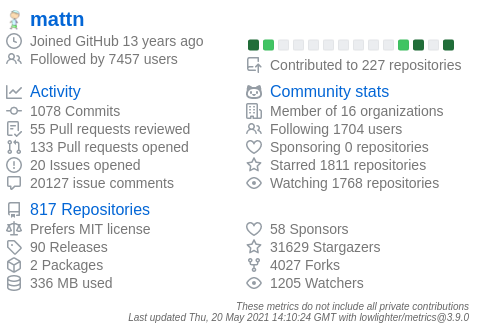 mattn
Joined GitHub 13 years ago
Followed by 7457 users
Contributed to 227 repositories
Activity
1078 Commits
55 Pull requests reviewed
133 Pull requests opened
20 Issues opened
20127 issue comments
Community stats
Member of 16 organizations
Following 1704 users
Sponsoring 0 repositories
Starred 1811 repositories
Watching 1768 repositories
817 Repositories
Prefers MIT license
90 Releases
2 Packages
336 MB used
58 Sponsors
31629 Stargazers
4027 Forks
1205 Watchers
These metrics do not include all private contributions
Last updated Thu, 20 May 2021 14:10:24 GMT with lowlighter/metrics@3.9.0